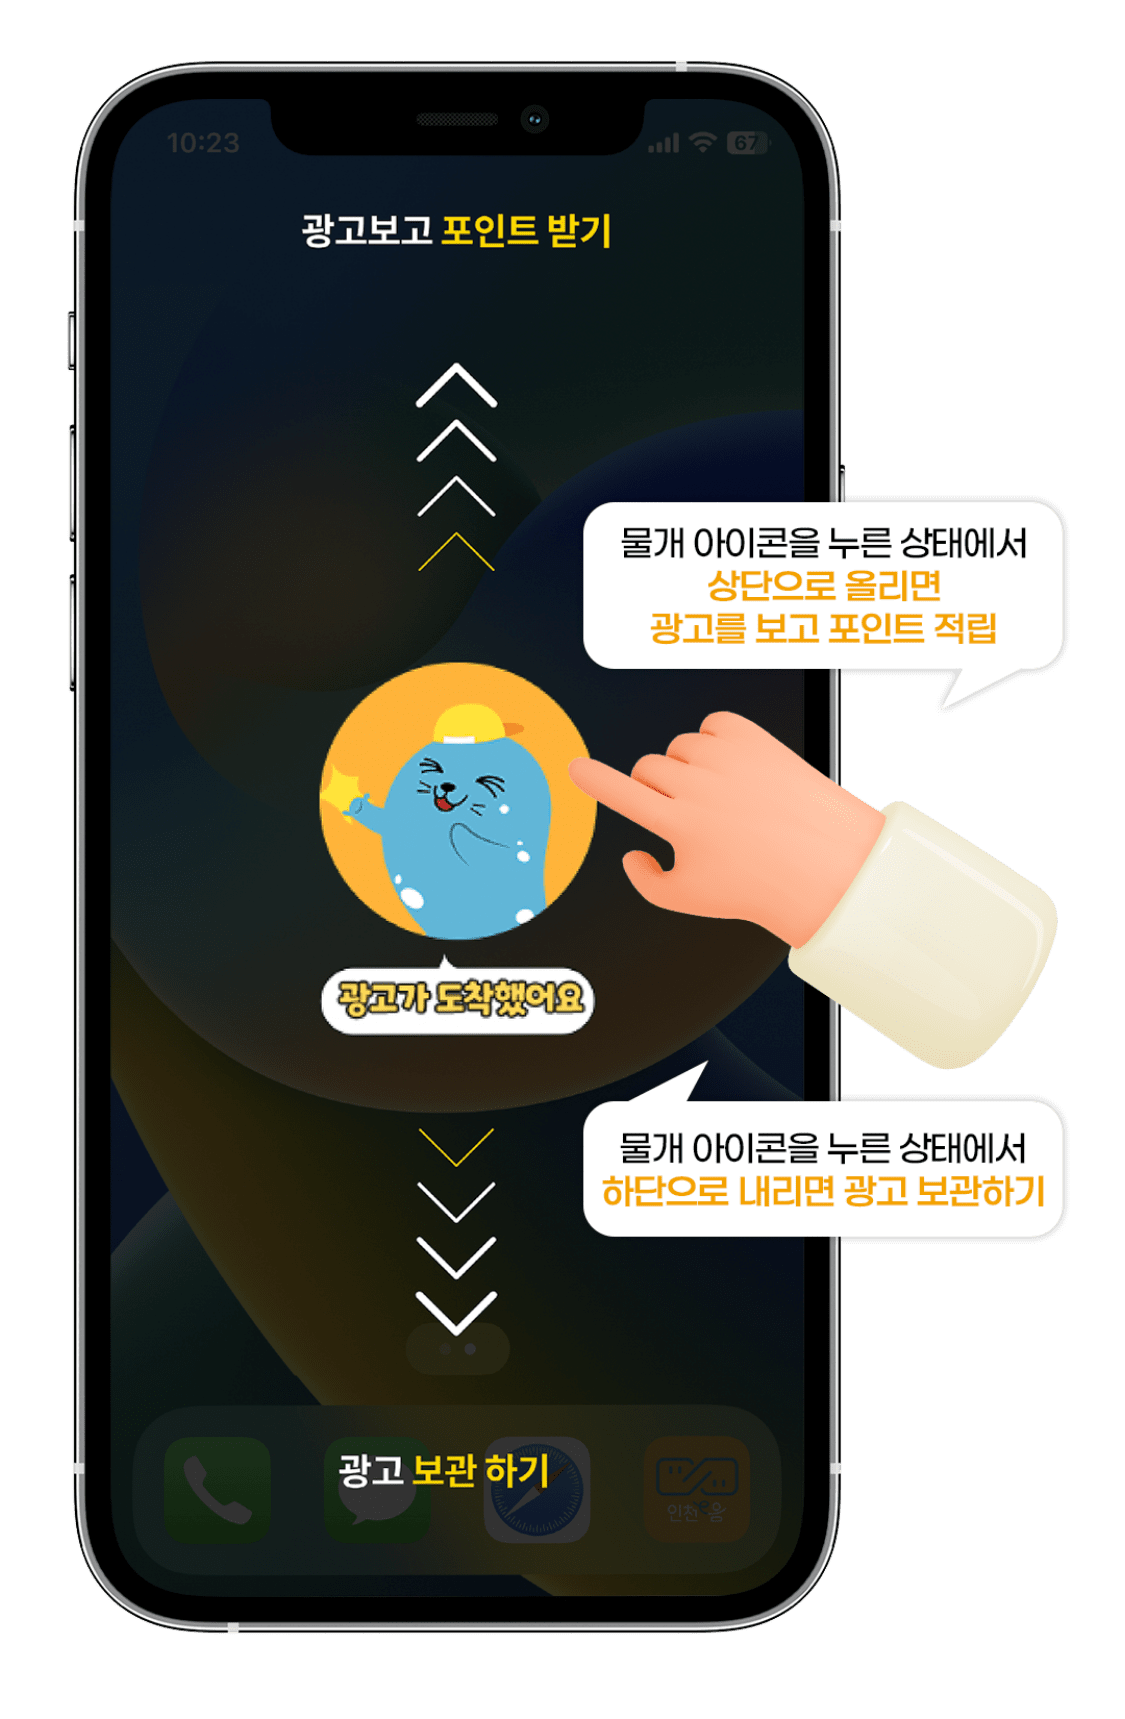 10:23
67
광고보고 포인트 받기
물개 아이콘을 누른 상태에서
상단으로 올리면
광고를 보고 포인트 적립
광고가 도착했어요
물개 아이콘을 누른 상태에서
하단으로 내리면 광고 보관하기
광고 보관 하기
인천e음